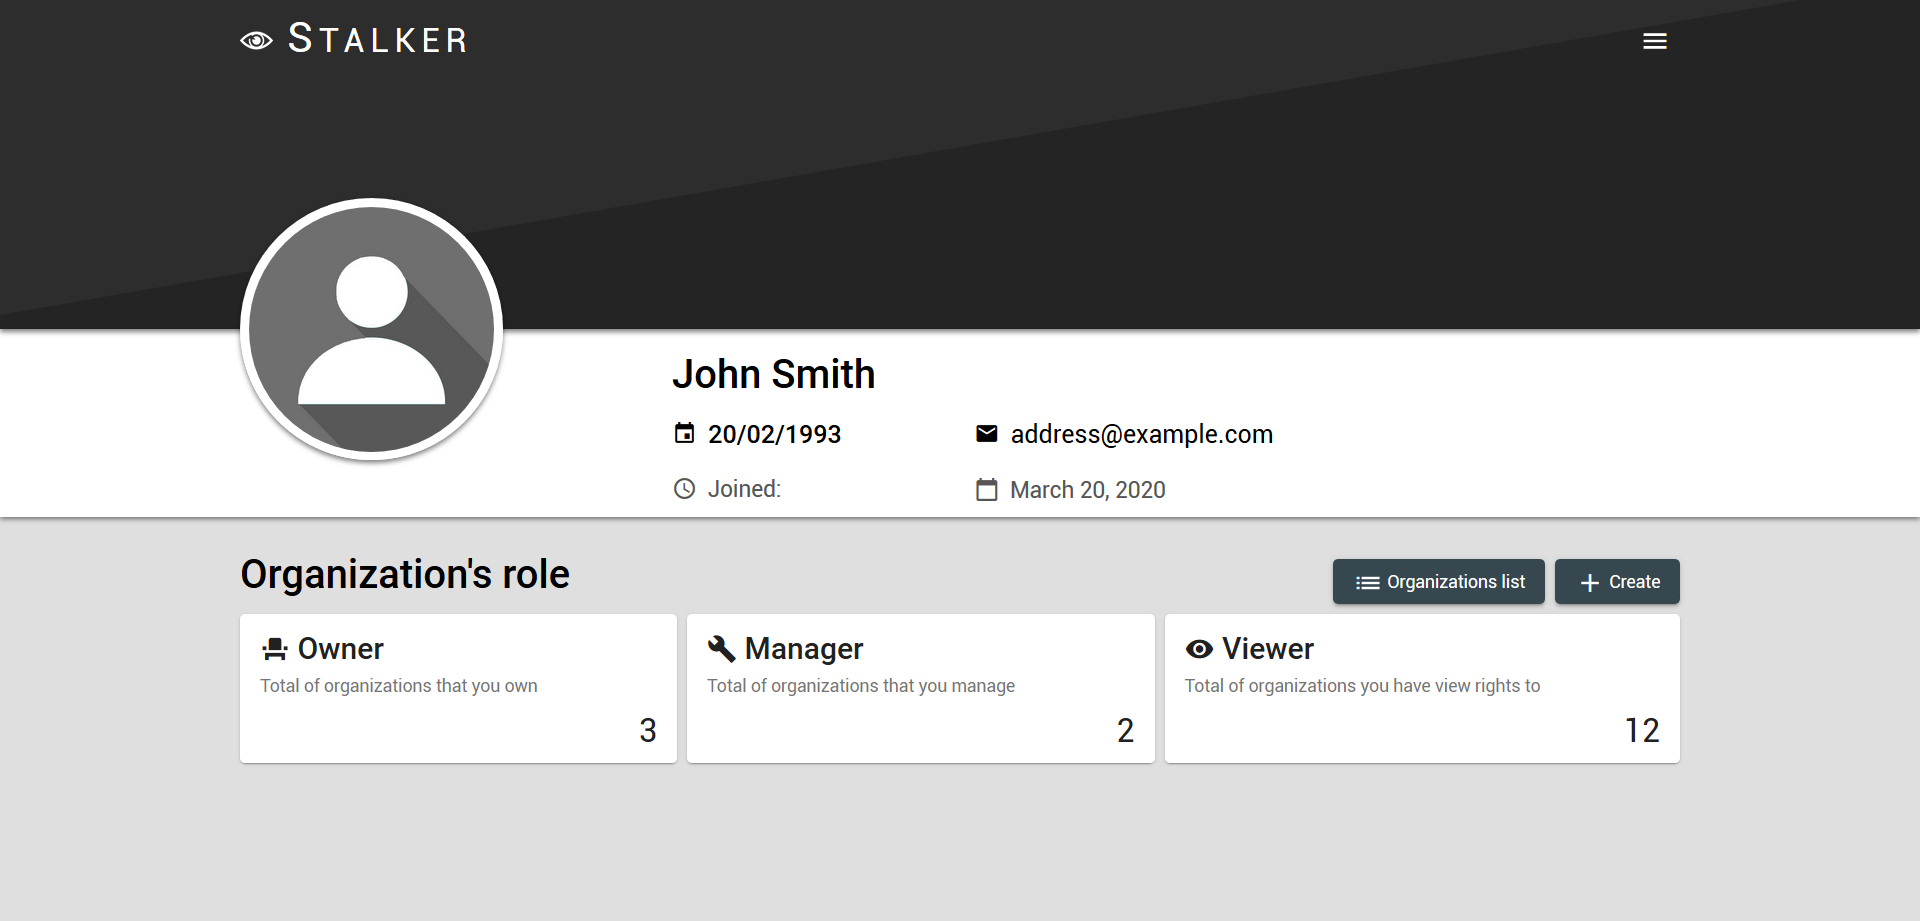 STALKER
John Smith
20/02/1993
address@example.com
Joined:
March 20, 2020
Organization's role
Organizations list
Create
Owner
Total of organizations that you own
3
Manager
Total of organizations that you manage
2
Viewer
Total of organizations you have view rights to
12